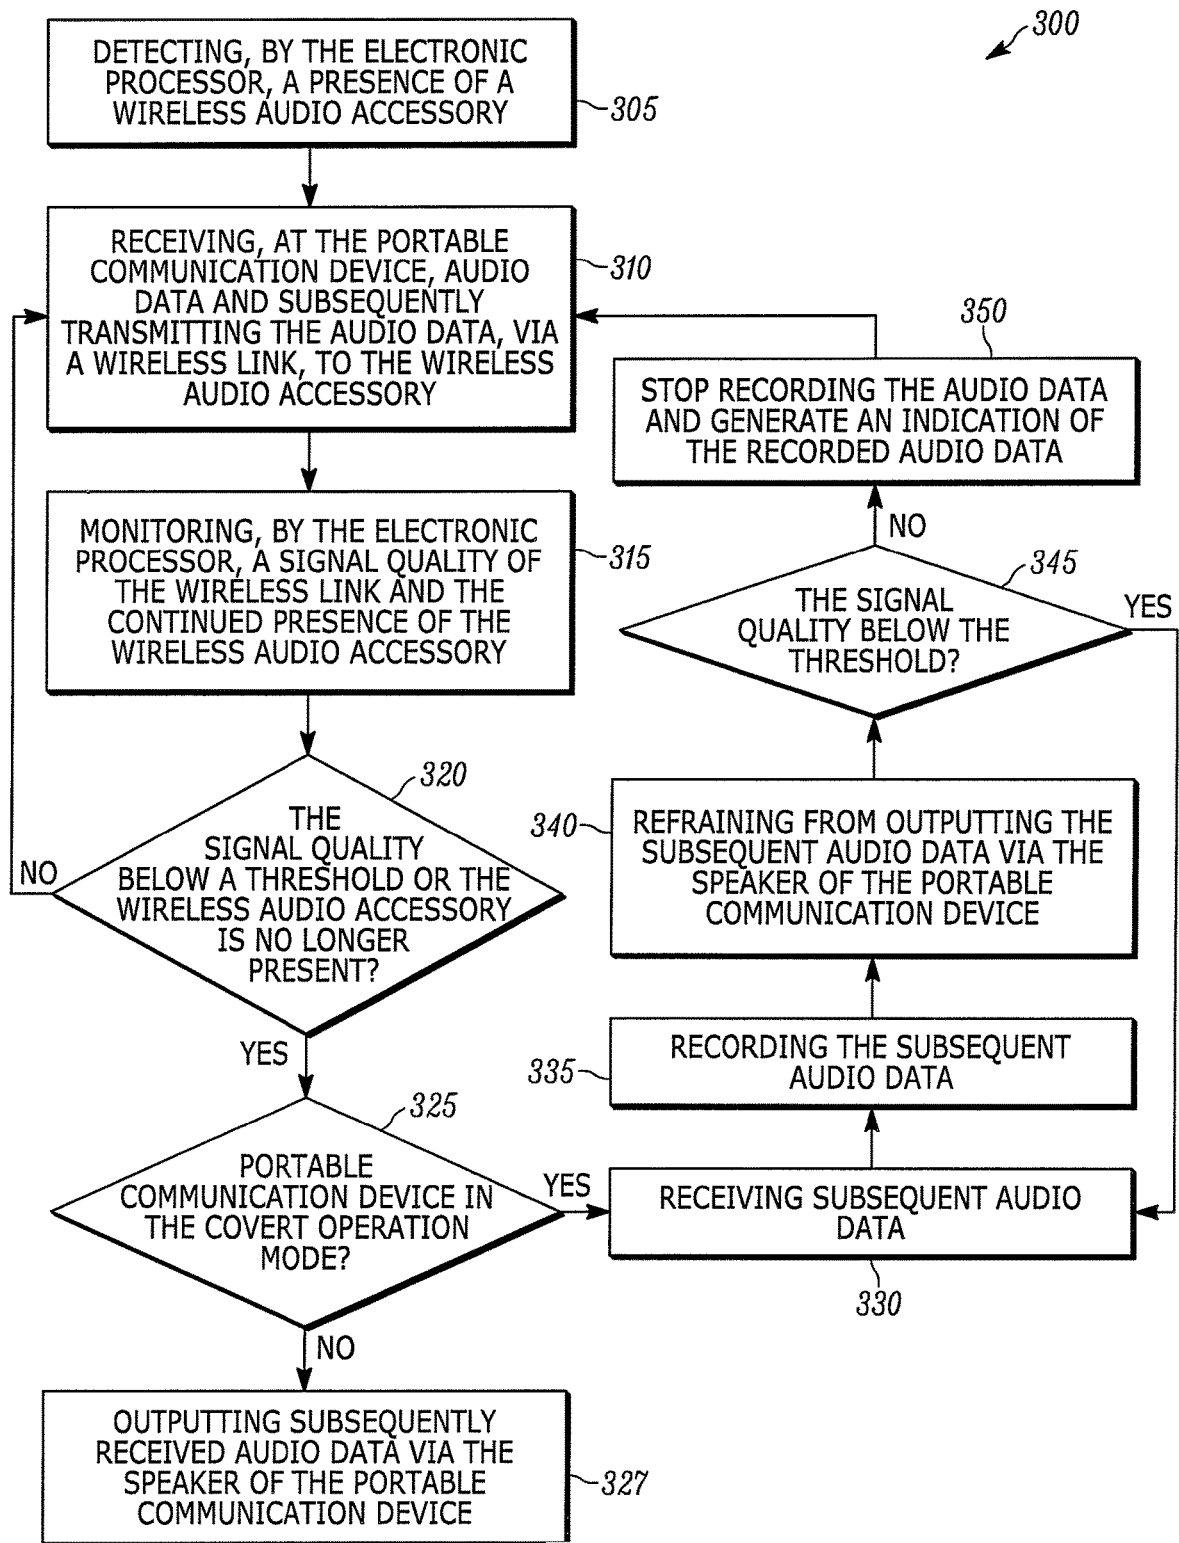 300
DETECTING, BY THE ELECTRONIC
PROCESSOR, A PRESENCE OF A
WIRELESS AUDIO ACCESSORY
305
RECEIVING, AT THE PORTABLE
COMMUNICATION DEVICE, AUDIO
DATA AND SUBSEQUENTLY
TRANSMITTING THE AUDIO DATA, VIA
A WIRELESS LINK, TO THE WIRELESS
AUDIO ACCESSORY
310
MONITORING, BY THE ELECTRONIC
PROCESSOR, A SIGNAL QUALITY OF
THE WIRELESS LINK AND THE
CONTINUED PRESENCE OF THE
WIRELESS AUDIO ACCESSORY
315
THE
SIGNAL QUALITY
BELOW A THRESHOLD OR THE
WIRELESS AUDIO ACCESSORY
IS NO LONGER
PRESENT?
320
NO
YES
PORTABLE
COMMUNICATION DEVICE IN
THE COVERT OPERATION
MODE?
325
YES
NO
OUTPUTTING SUBSEQUENTLY
RECEIVED AUDIO DATA VIA THE
SPEAKER OF THE PORTABLE
COMMUNICATION DEVICE
327
RECEIVING SUBSEQUENT AUDIO
DATA
330
RECORDING THE SUBSEQUENT
AUDIO DATA
335
REFRAINING FROM OUTPUTTING THE
SUBSEQUENT AUDIO DATA VIA THE
SPEAKER OF THE PORTABLE
COMMUNICATION DEVICE
340
THE SIGNAL
QUALITY BELOW THE
THRESHOLD?
345
YES
NO
STOP RECORDING THE AUDIO DATA
AND GENERATE AN INDICATION OF
THE RECORDED AUDIO DATA
350